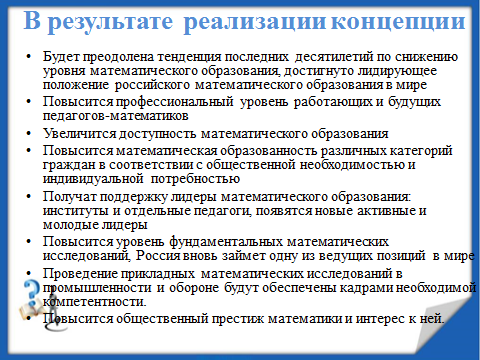 В результате реализации концепции
• Будет преодолена тенденция последних десятилетий по снижению
уровня математического образования, достигнуто лидирующее
положение российского математического образования в мире
• Повысится профессиональный уровень работающих и будущих
педагогов-математиков
• Увеличится доступность математического образования
• Повысится математическая образованность различных категорий
граждан в соответствии с общественной необходимостью и
индивидуальной потребностью
• Получат поддержку лидеры математического образования:
институты и отдельные педагоги, появятся новые активные и
молодые лидеры
• Повысится уровень фундаментальных математических
исследований, Россия вновь займет одну из ведущих позиций в мире
• Проведение прикладных математических исследований в
промышленности и обороне будут обеспечены кадрами необходимой
компетентности.
• Повысится общественный престиж математики и интерес к ней.